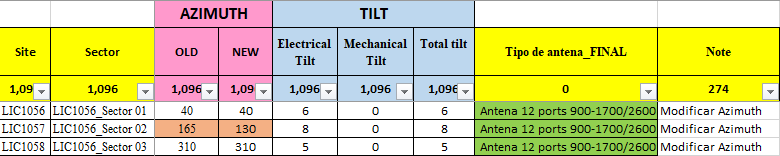 AZIMUTH TILT
Site Sector OLD NEW Electrical Tilt Mechanical Tilt Total tilt Tipo de antena_FINAL Note
1,09 1,096 1,096 1,09 1,096 1,096 1,096 0 274
LIC1056 LIC1056_Sector 01 40 40 6 0 6 Antena 12 ports 900-1700/2600 Modificar Azimuth
LIC1057 LIC1056_Sector 02 165 130 8 0 8 Antena 12 ports 900-1700/2600 Modificar Azimuth
LIC1058 LIC1056_Sector 03 310 310 5 0 5 Antena 12 ports 900-1700/2600 Modificar Azimuth